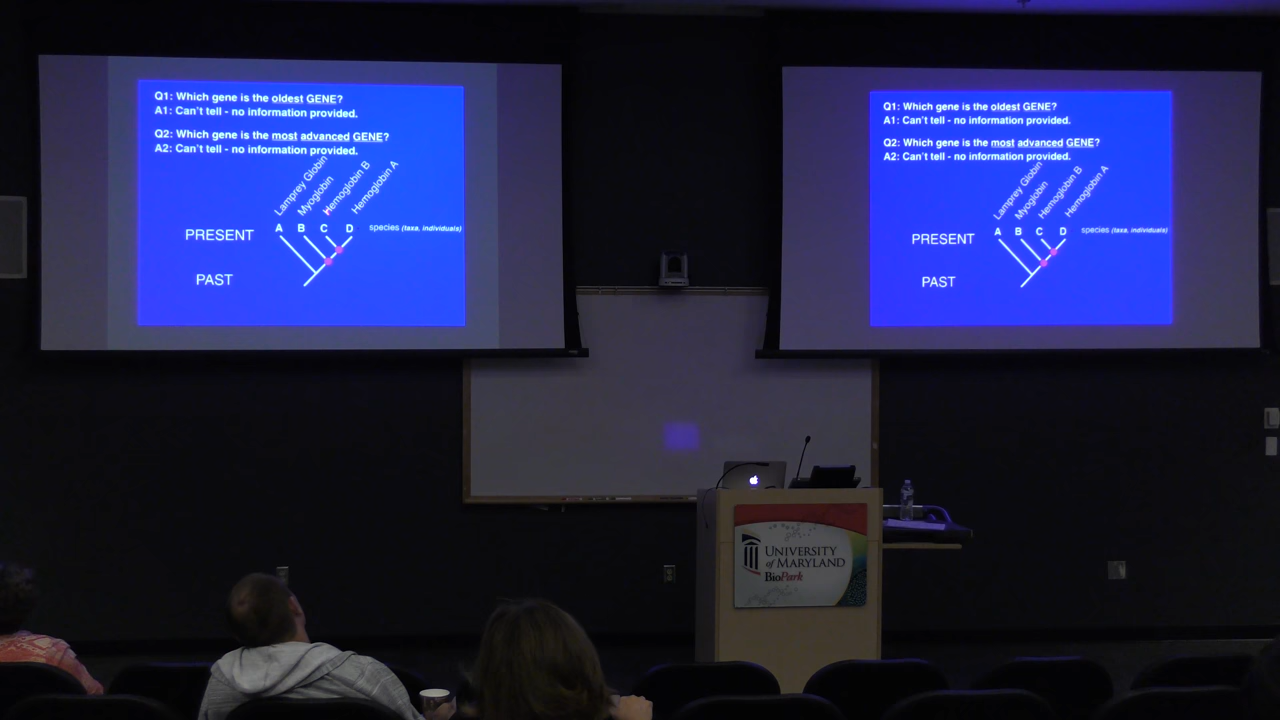 Q1: Which gene is the oldest GENE?
A1: Can't tell - no information provided.
Q2: Which gene is the most advanced GENE?
A2: Can't tell - no information provided.
Lamprey Globin
Myoglobin
Hemoglobin B
Hemoglobin A
PRESENT
A B C D
species (taxa, individuals)
PAST
Q1: Which gene is the oldest GENE?
A1: Can't tell - no information provided.
Q2: Which gene is the most advanced GENE?
A2: Can't tell - no information provided.
Lamprey Globin
Myoglobin
Hemoglobin B
Hemoglobin A
PRESENT
A B C D
species (taxa, individuals)
PAST
UNIVERSITY
of MARYLAND
BioPark